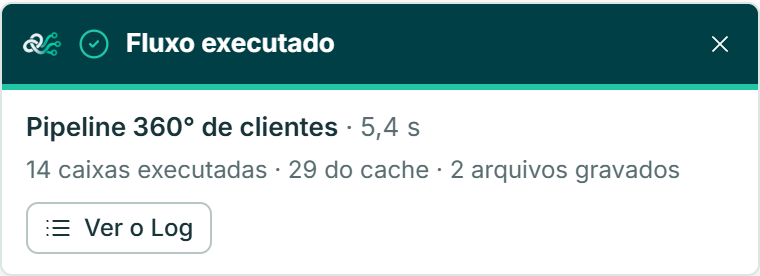 Fluxo executado
Pipeline 360° de clientes · 5,4 s
14 caixas executadas · 29 do cache · 2 arquivos gravados
Ver o Log